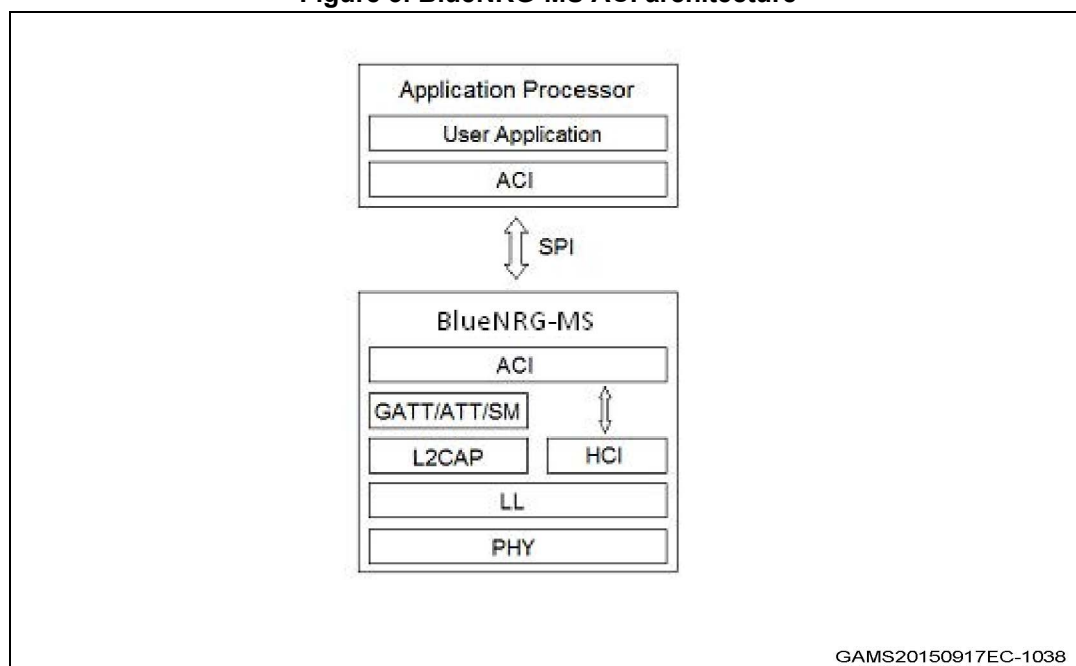 Application Processor
User Application
ACI
SPI
BlueNRG-MS
ACI
GATT/ATT/SM
L2CAP
HCI
LL
PHY
GAMS20150917EC-1038